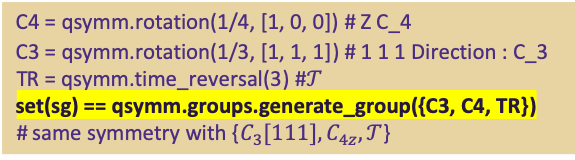 C4 = qsymm.rotation(1/4, [1, 0, 0]) # Z C_4
C3 = qsymm.rotation(1/3, [1, 1, 1]) # 1 1 1 Direction : C_3
TR = qsymm.time_reversal(3) #𝒯
set(sg) == qsymm.groups.generate_group({C3, C4, TR})
# same symmetry with {𝐶₃[111], 𝐶₄𝑧, 𝒯}